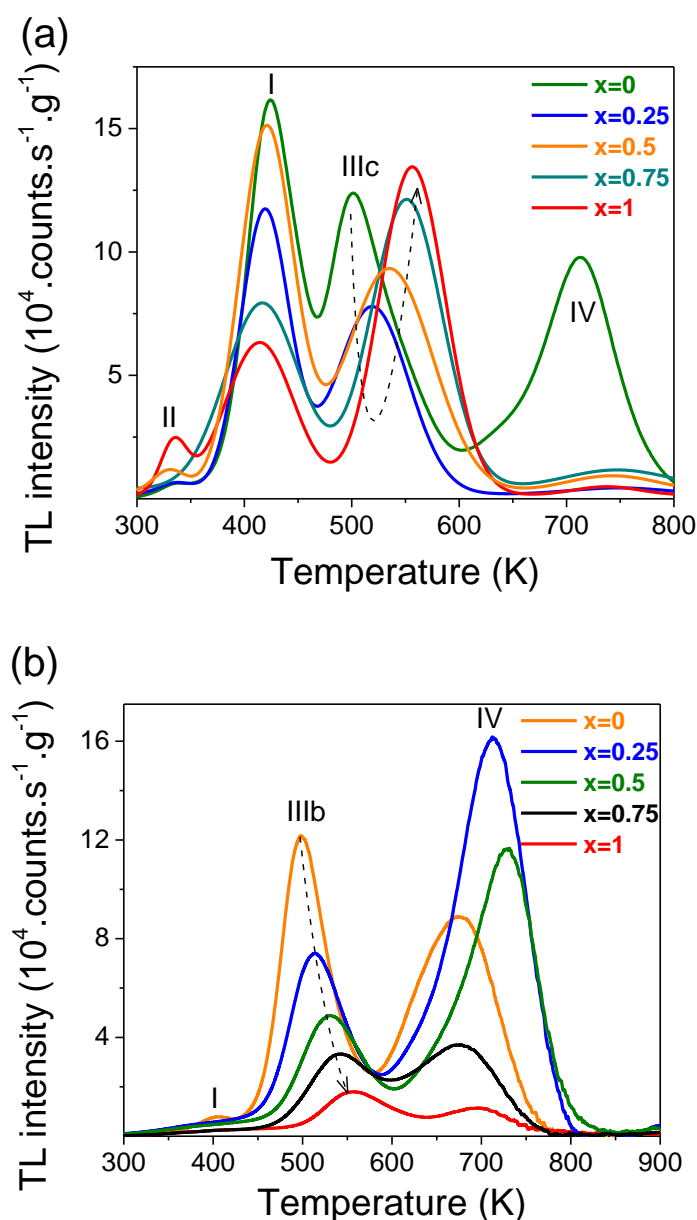 (a)
TL intensity (10⁴.counts.s⁻¹.g⁻¹)
15
10
5
I
II
IIIc
IV
x=0
x=0.25
x=0.5
x=0.75
x=1
300 400 500 600 700 800
Temperature (K)
(b)
TL intensity (10⁴.counts.s⁻¹.g⁻¹)
16
12
8
4
I
IIIb
IV
x=0
x=0.25
x=0.5
x=0.75
x=1
300 400 500 600 700 800 900
Temperature (K)